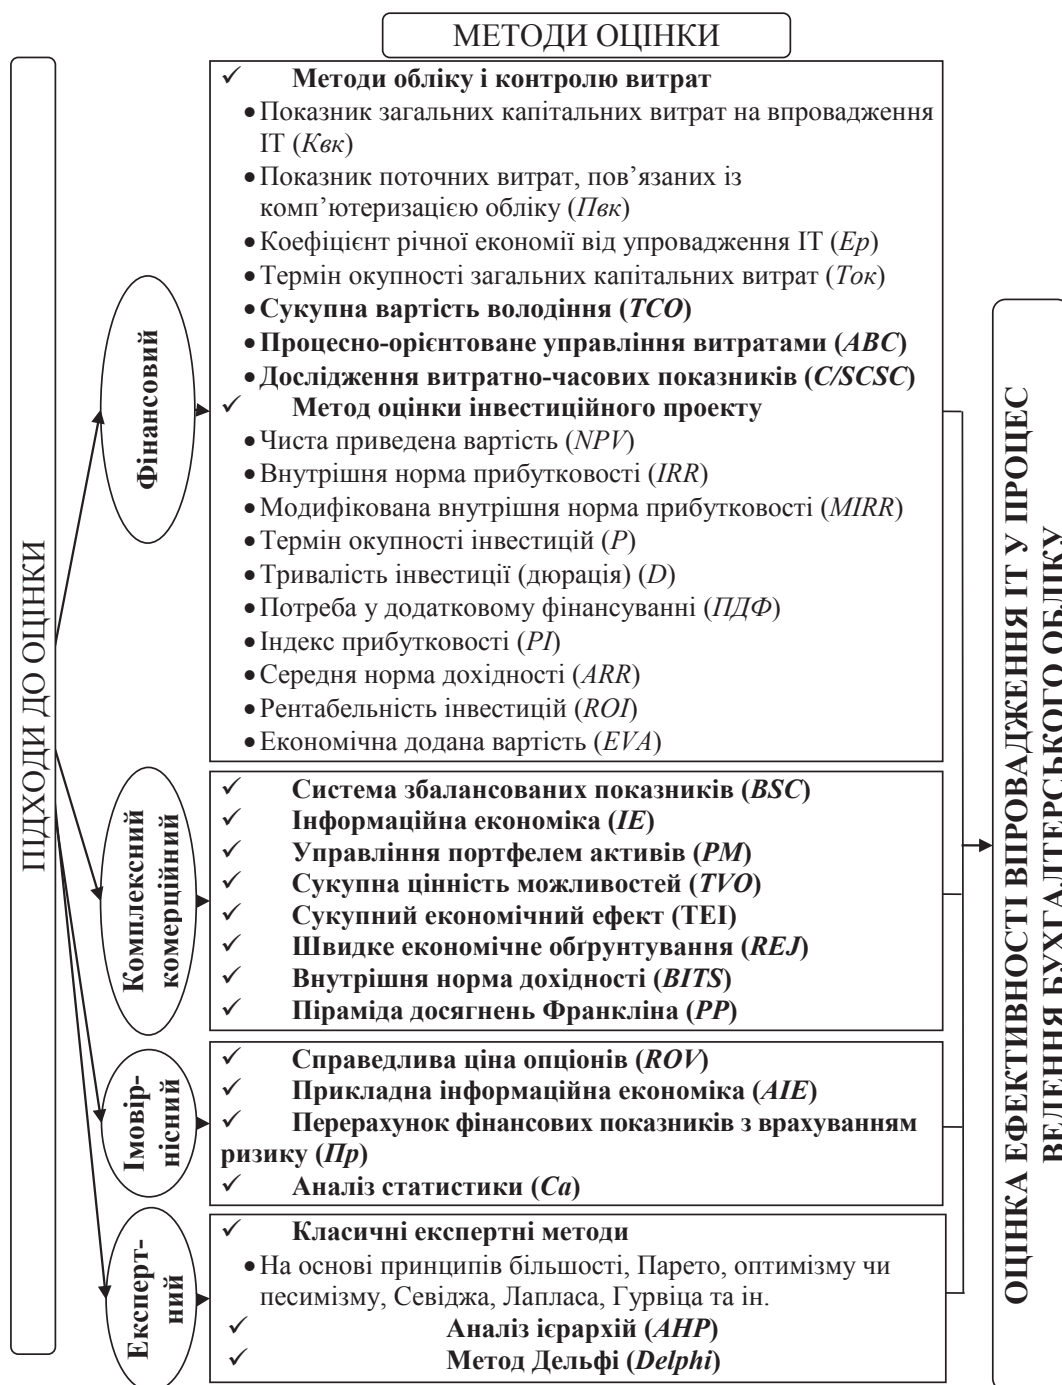 МЕТОДИ ОЦІНКИ
ПІДХОДИ ДО ОЦІНКИ
Фінансовий
✓ Методи обліку і контролю витрат
• Показник загальних капітальних витрат на впровадження
ІТ (Квк)
• Показник поточних витрат, пов’язаних із
комп’ютеризацією обліку (Пвк)
• Коефіцієнт річної економії від упровадження ІТ (Ер)
• Термін окупності загальних капітальних витрат (Ток)
• Сукупна вартість володіння (TCO)
• Процесно-орієнтоване управління витратами (ABC)
• Дослідження витратно-часових показників (C/SCSC)
✓ Метод оцінки інвестиційного проекту
• Чиста приведена вартість (NPV)
• Внутрішня норма прибутковості (IRR)
• Модифікована внутрішня норма прибутковості (MIRR)
• Термін окупності інвестицій (P)
• Тривалість інвестиції (дюрація) (D)
• Потреба у додатковому фінансуванні (ПДФ)
• Індекс прибутковості (PI)
• Середня норма дохідності (ARR)
• Рентабельність інвестицій (ROI)
• Економічна додана вартість (EVA)
Комплексний
комерційний
✓ Система збалансованих показників (BSC)
✓ Інформаційна економіка (IE)
✓ Управління портфелем активів (PM)
✓ Сукупна цінність можливостей (TVO)
✓ Сукупний економічний ефект (TEI)
✓ Швидке економічне обґрунтування (REJ)
✓ Внутрішня норма дохідності (BITS)
✓ Піраміда досягнень Франкліна (PP)
Імовір-
нісний
✓ Справедлива ціна опціонів (ROV)
✓ Прикладна інформаційна економіка (AIE)
✓ Перерахунок фінансових показників з врахуванням
ризику (Пр)
✓ Аналіз статистики (Са)
Експерт-
ний
✓ Класичні експертні методи
• На основі принципів більшості, Парето, оптимізму чи
песимізму, Севіджа, Лапласа, Гурвіца та ін.
✓ Аналіз ієрархій (AHP)
✓ Метод Дельфі (Delphi)
ОЦІНКА ЕФЕКТИВНОСТІ ВПРОВАДЖЕННЯ ІТ У ПРОЦЕС
ВЕДЕННЯ БУХГАЛТЕРСЬКОГО ОБЛІКУ